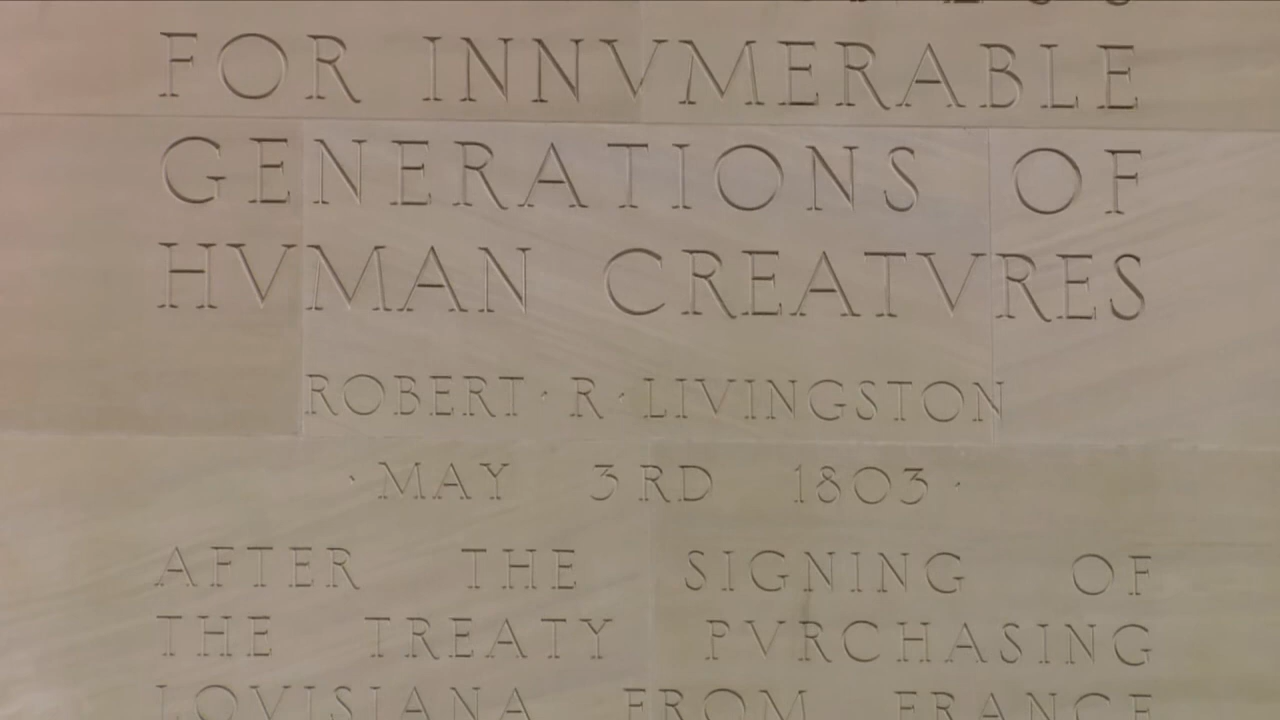 FOR INNVMERABLE
GENERATIONS OF
HVMAN CREATVRES
ROBERT · R · LIVINGSTON
· MAY 3RD 1803 ·
AFTER THE SIGNING OF
THE TREATY PVRCHASING
LOVISIANA FROM FRANCE